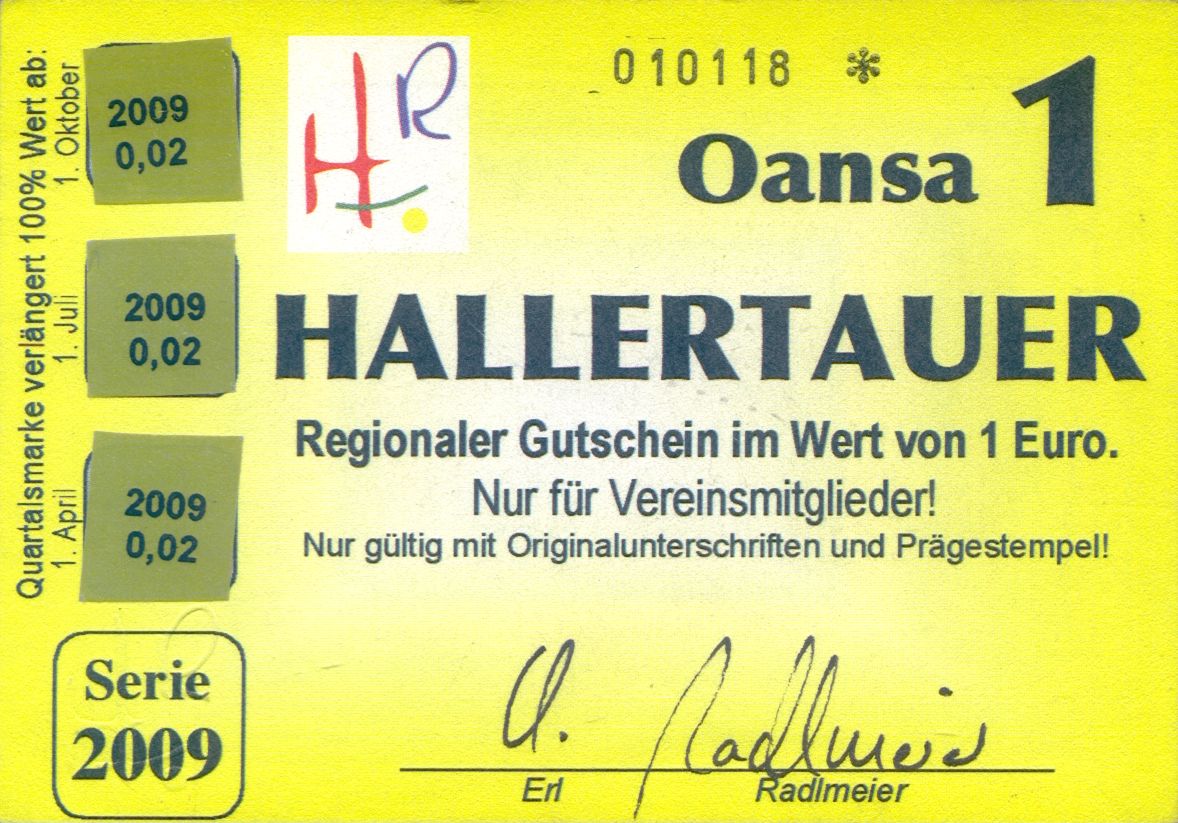 Quartalsmarke verlängert 100% Wert ab:
1. Oktober
2009
0,02
1. Juli
2009
0,02
1. April
2009
0,02
HR
010118 *
Oansa 1
HALLERTAUER
Regionaler Gutschein im Wert von 1 Euro.
Nur für Vereinsmitglieder!
Nur gültig mit Originalunterschriften und Prägestempel!
Serie
2009
Radlmeier
Erl Radlmeier